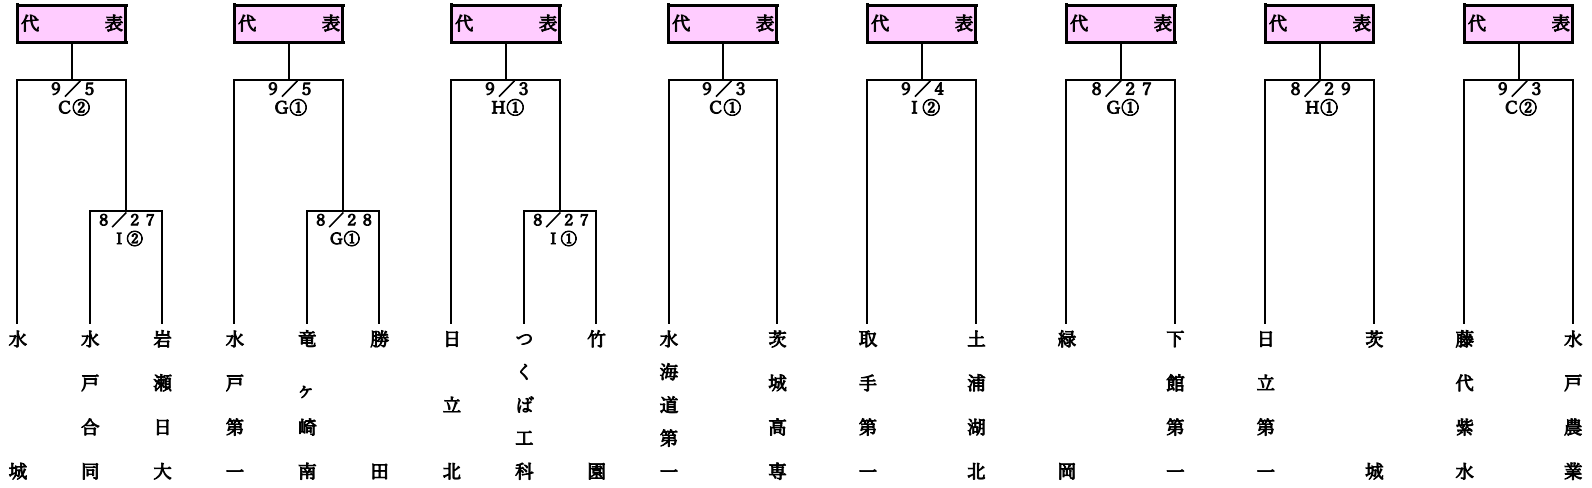 代　表　代　表　代　表　代　表　代　表　代　表　代　表　代　表
９／５　９／５　９／３　９／３　９／４　８／２７　８／２９　９／３
C②　G①　H①　C①　I②　G①　H①　C②
８／２７　８／２８　８／２７
I②　G①　I①
水城
水戸合同
岩瀬日大
水戸第一
竜ヶ崎南
勝田
日立北
つくば工科
竹園
水海道第一
茨城高専
取手第一
土浦湖北
緑岡
下館第一
日立第一
茨城
藤代紫水
水戸農業